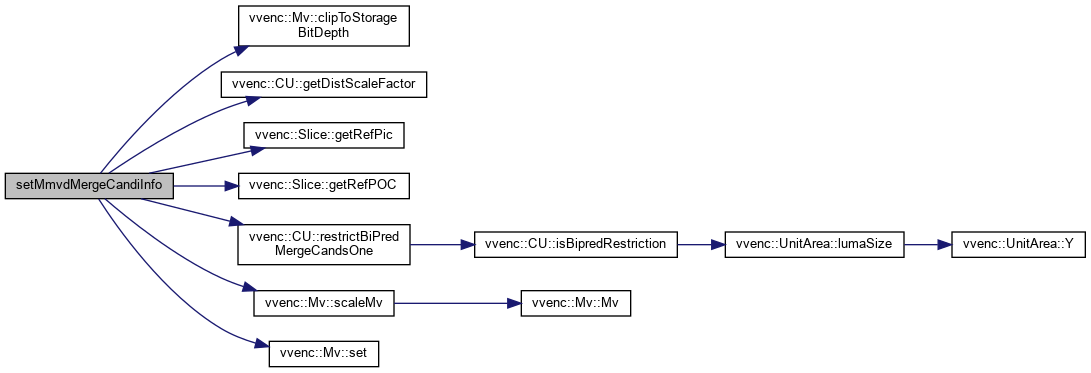 setMmvdMergeCandiInfo
vvenc::Mv::clipToStorage
BitDepth
vvenc::CU::getDistScaleFactor
vvenc::Slice::getRefPic
vvenc::Slice::getRefPOC
vvenc::CU::restrictBiPred
MergeCandsOne
vvenc::CU::isBipredRestriction
vvenc::UnitArea::lumaSize
vvenc::UnitArea::Y
vvenc::Mv::scaleMv
vvenc::Mv::Mv
vvenc::Mv::set